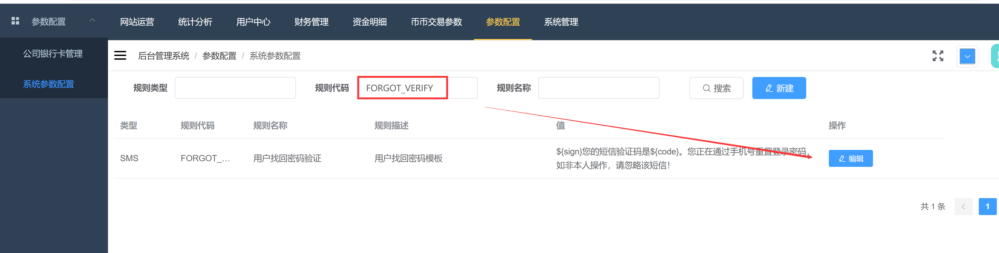 参数配置
网站运营 统计分析 用户中心 财务管理 资金明细 币币交易参数 参数配置 系统管理
公司银行卡管理
系统参数配置
后台管理系统 / 参数配置 / 系统参数配置
规则类型 规则代码 FORGOT_VERIFY 规则名称 搜索 新建
类型 规则代码 规则名称 规则描述 值 操作
SMS FORGOT_... 用户找回密码验证 用户找回密码模板 ${sign}您的短信验证码是${code}。您正在通过手机号重置登录密码，
如非本人操作，请忽略该短信！
编辑
共 1 条 1